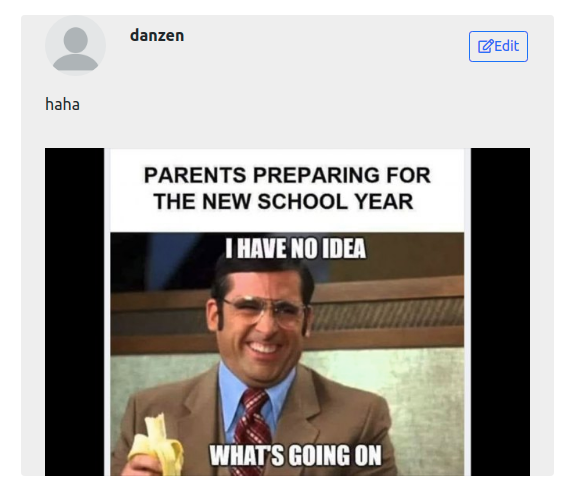 danzen
Edit
haha
PARENTS PREPARING FOR
THE NEW SCHOOL YEAR
I HAVE NO IDEA
WHAT'S GOING ON